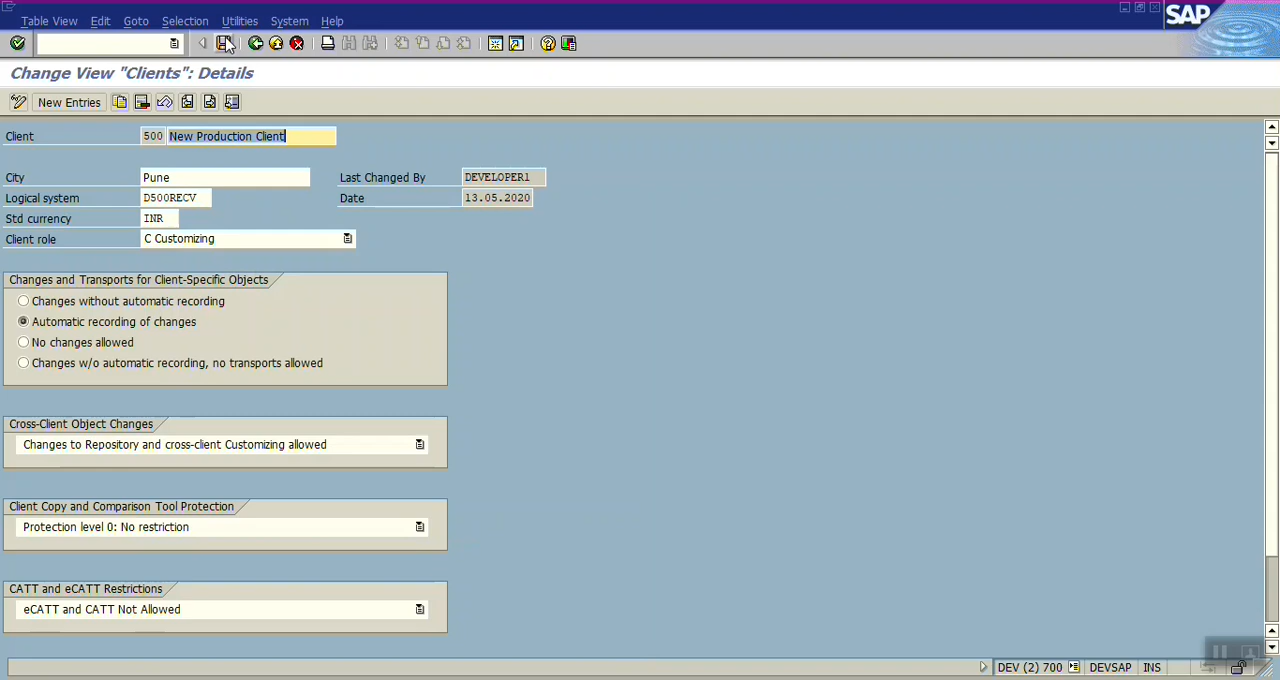 Table View Edit Goto Selection Utilities System Help
SAP
Change View "Clients": Details
New Entries
Client 500 New Production Client
City Pune Last Changed By DEVELOPER1
Logical system D500RECV Date 13.05.2020
Std currency INR
Client role C Customizing
Changes and Transports for Client-Specific Objects
Changes without automatic recording
Automatic recording of changes
No changes allowed
Changes w/o automatic recording, no transports allowed
Cross-Client Object Changes
Changes to Repository and cross-client Customizing allowed
Client Copy and Comparison Tool Protection
Protection level 0: No restriction
CATT and eCATT Restrictions
eCATT and CATT Not Allowed
DEV (2) 700 DEVSAP INS